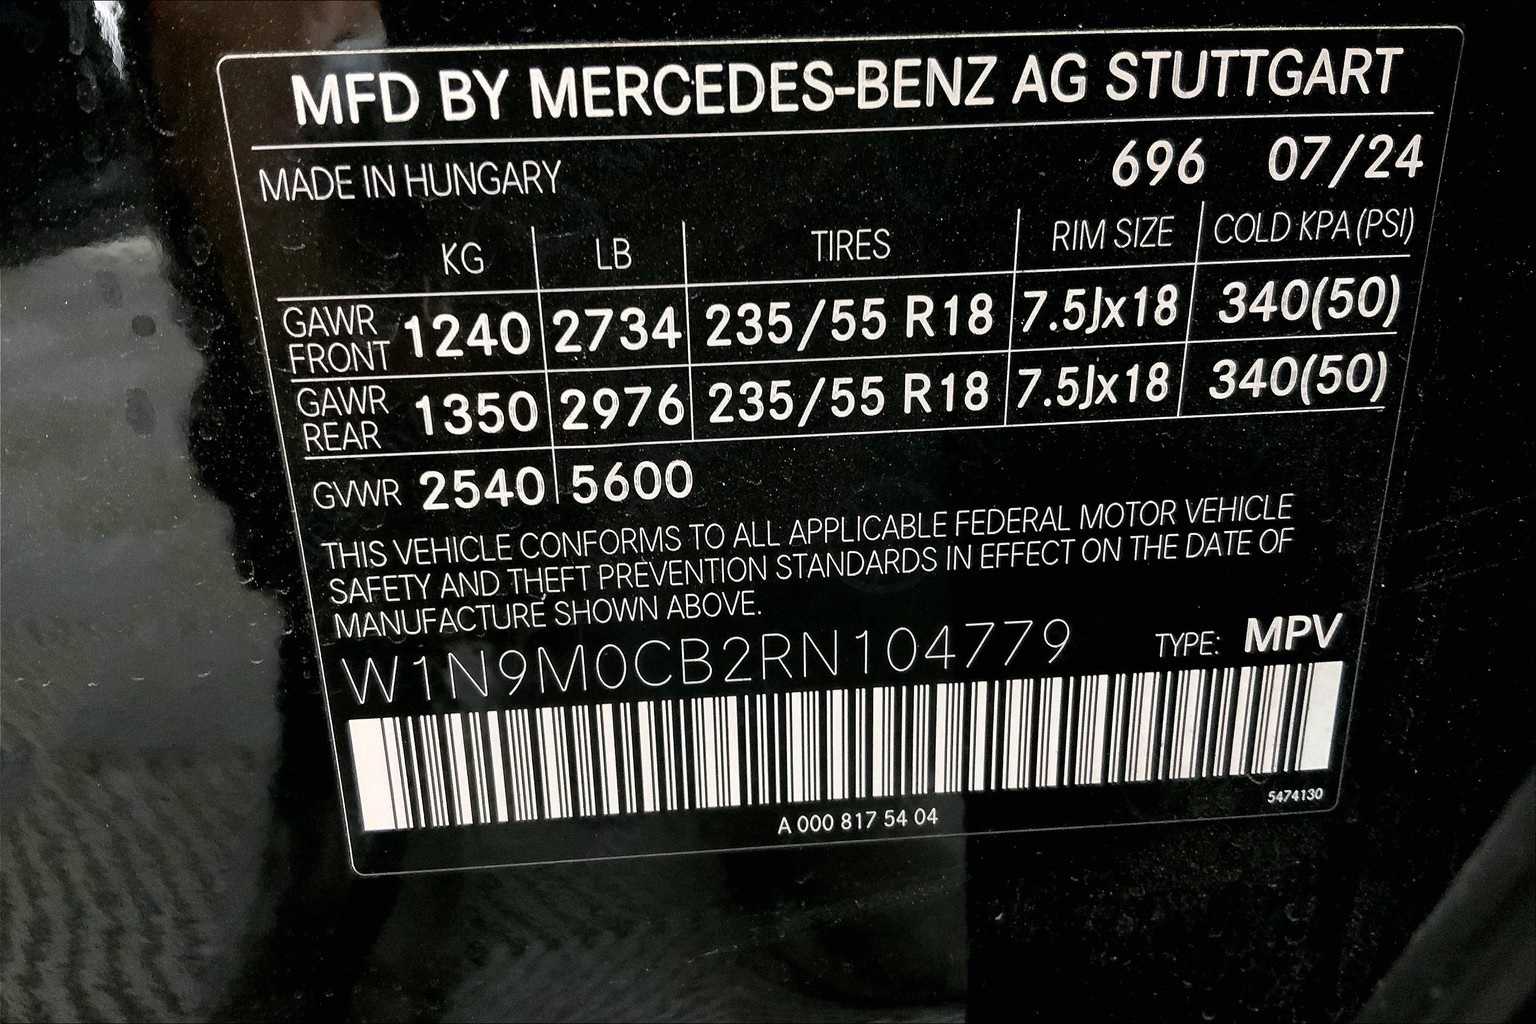 MFD BY MERCEDES-BENZ AG STUTTGART
MADE IN HUNGARY 696 07/24
KG LB TIRES RIM SIZE COLD KPA (PSI)
GAWR FRONT 1240 2734 235/55 R18 7.5Jx18 340(50)
GAWR REAR 1350 2976 235/55 R18 7.5Jx18 340(50)
GVWR 2540 5600
THIS VEHICLE CONFORMS TO ALL APPLICABLE FEDERAL MOTOR VEHICLE
SAFETY AND THEFT PREVENTION STANDARDS IN EFFECT ON THE DATE OF
MANUFACTURE SHOWN ABOVE.
W1N9M0CB2RN104779 TYPE: MPV
5474130
A 000 817 54 04